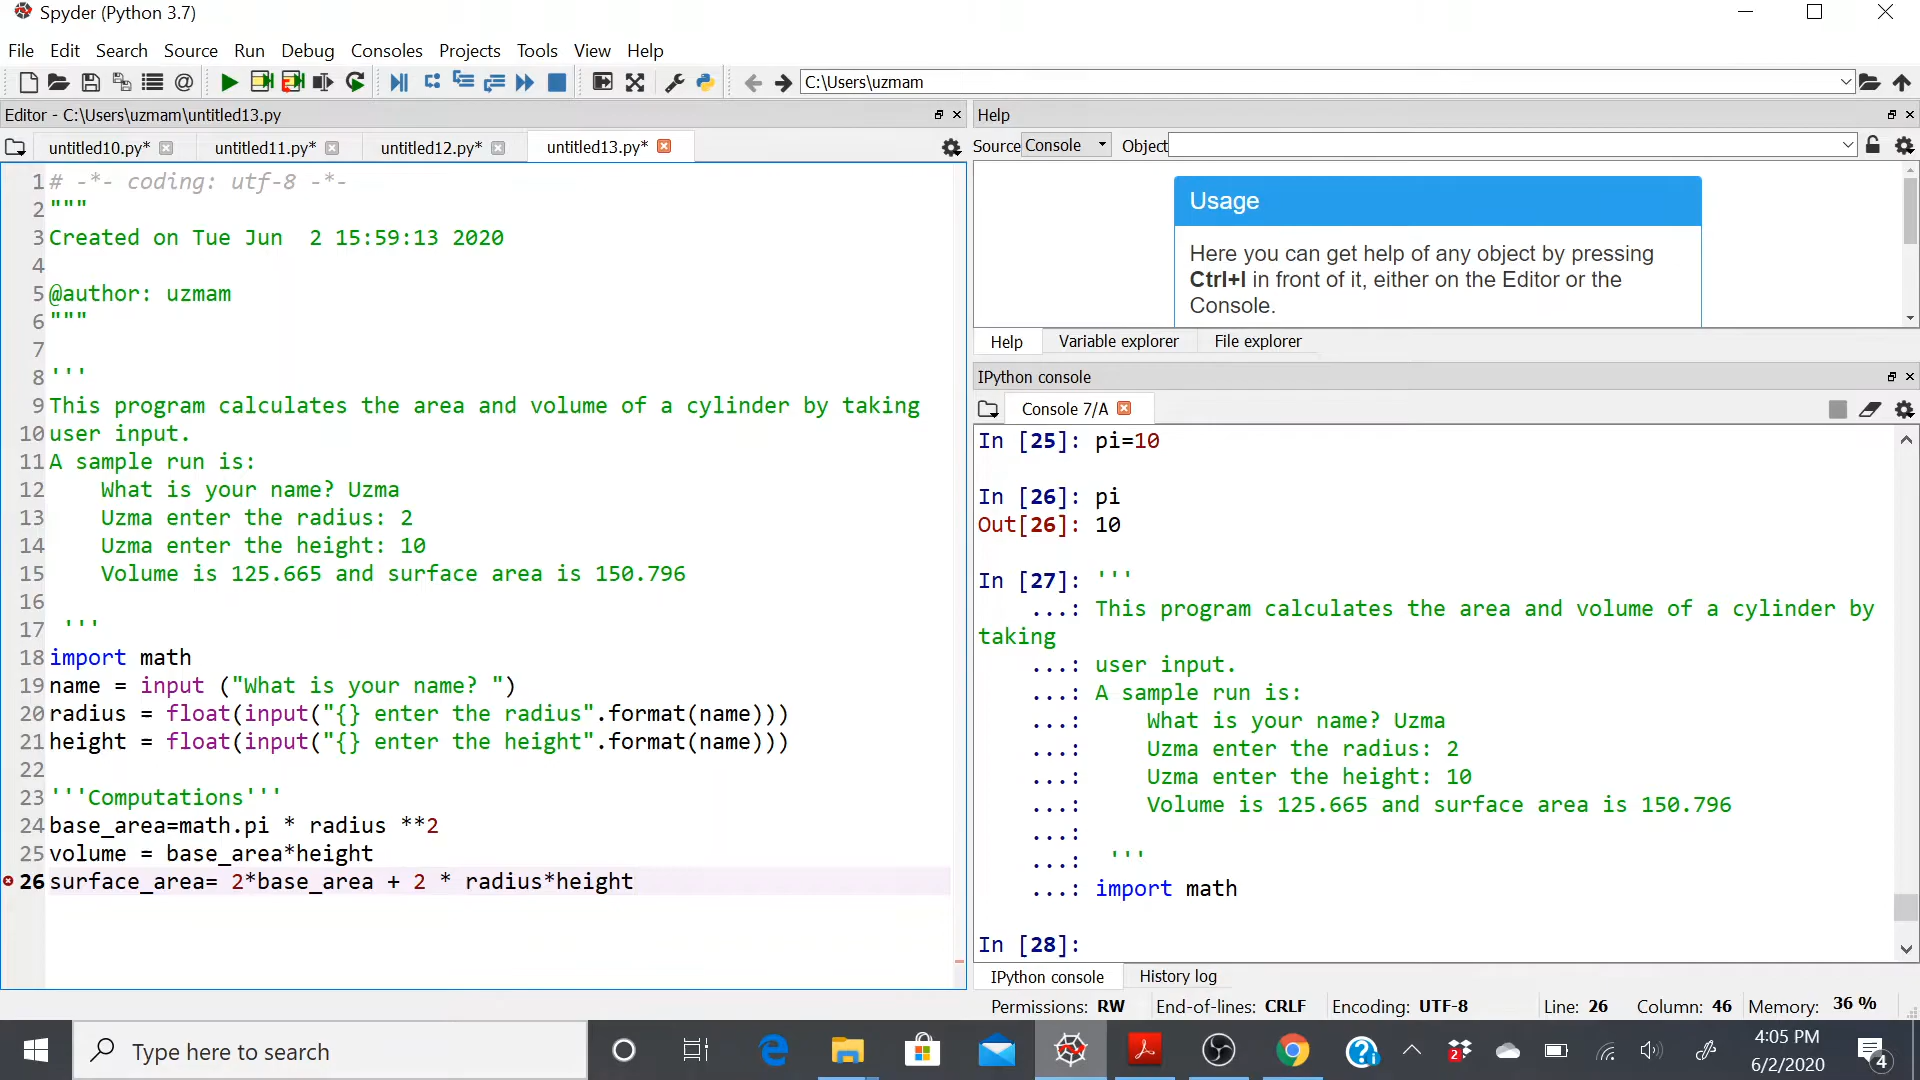 Spyder (Python 3.7)
File Edit Search Source Run Debug Consoles Projects Tools View Help
C:\Users\uzmam
Editor - C:\Users\uzmam\untitled13.py
untitled10.py* untitled11.py* untitled12.py* untitled13.py*
1 # -*- coding: utf-8 -*-
2 """
3 Created on Tue Jun  2 15:59:13 2020
4
5 @author: uzmam
6 """
7
8 '''
9 This program calculates the area and volume of a cylinder by taking
10 user input.
11 A sample run is:
12     What is your name? Uzma
13     Uzma enter the radius: 2
14     Uzma enter the height: 10
15     Volume is 125.665 and surface area is 150.796
16
17  '''
18 import math
19 name = input ("What is your name? ")
20 radius = float(input("{} enter the radius".format(name)))
21 height = float(input("{} enter the height".format(name)))
22
23 '''Computations'''
24 base_area=math.pi * radius **2
25 volume = base_area*height
26 surface_area= 2*base_area + 2 * radius*height
Help
Source Console Object
Usage
Here you can get help of any object by pressing
Ctrl+I in front of it, either on the Editor or the
Console.
Help Variable explorer File explorer
IPython console
Console 7/A
In [25]: pi=10
In [26]: pi
Out[26]: 10
In [27]: '''
...: This program calculates the area and volume of a cylinder by
taking
...: user input.
...: A sample run is:
...:     What is your name? Uzma
...:     Uzma enter the radius: 2
...:     Uzma enter the height: 10
...:     Volume is 125.665 and surface area is 150.796
...:
...:  '''
...: import math
In [28]:
IPython console History log
Permissions: RW End-of-lines: CRLF Encoding: UTF-8 Line: 26 Column: 46 Memory: 36 %
Type here to search
2
4:05 PM
6/2/2020
4